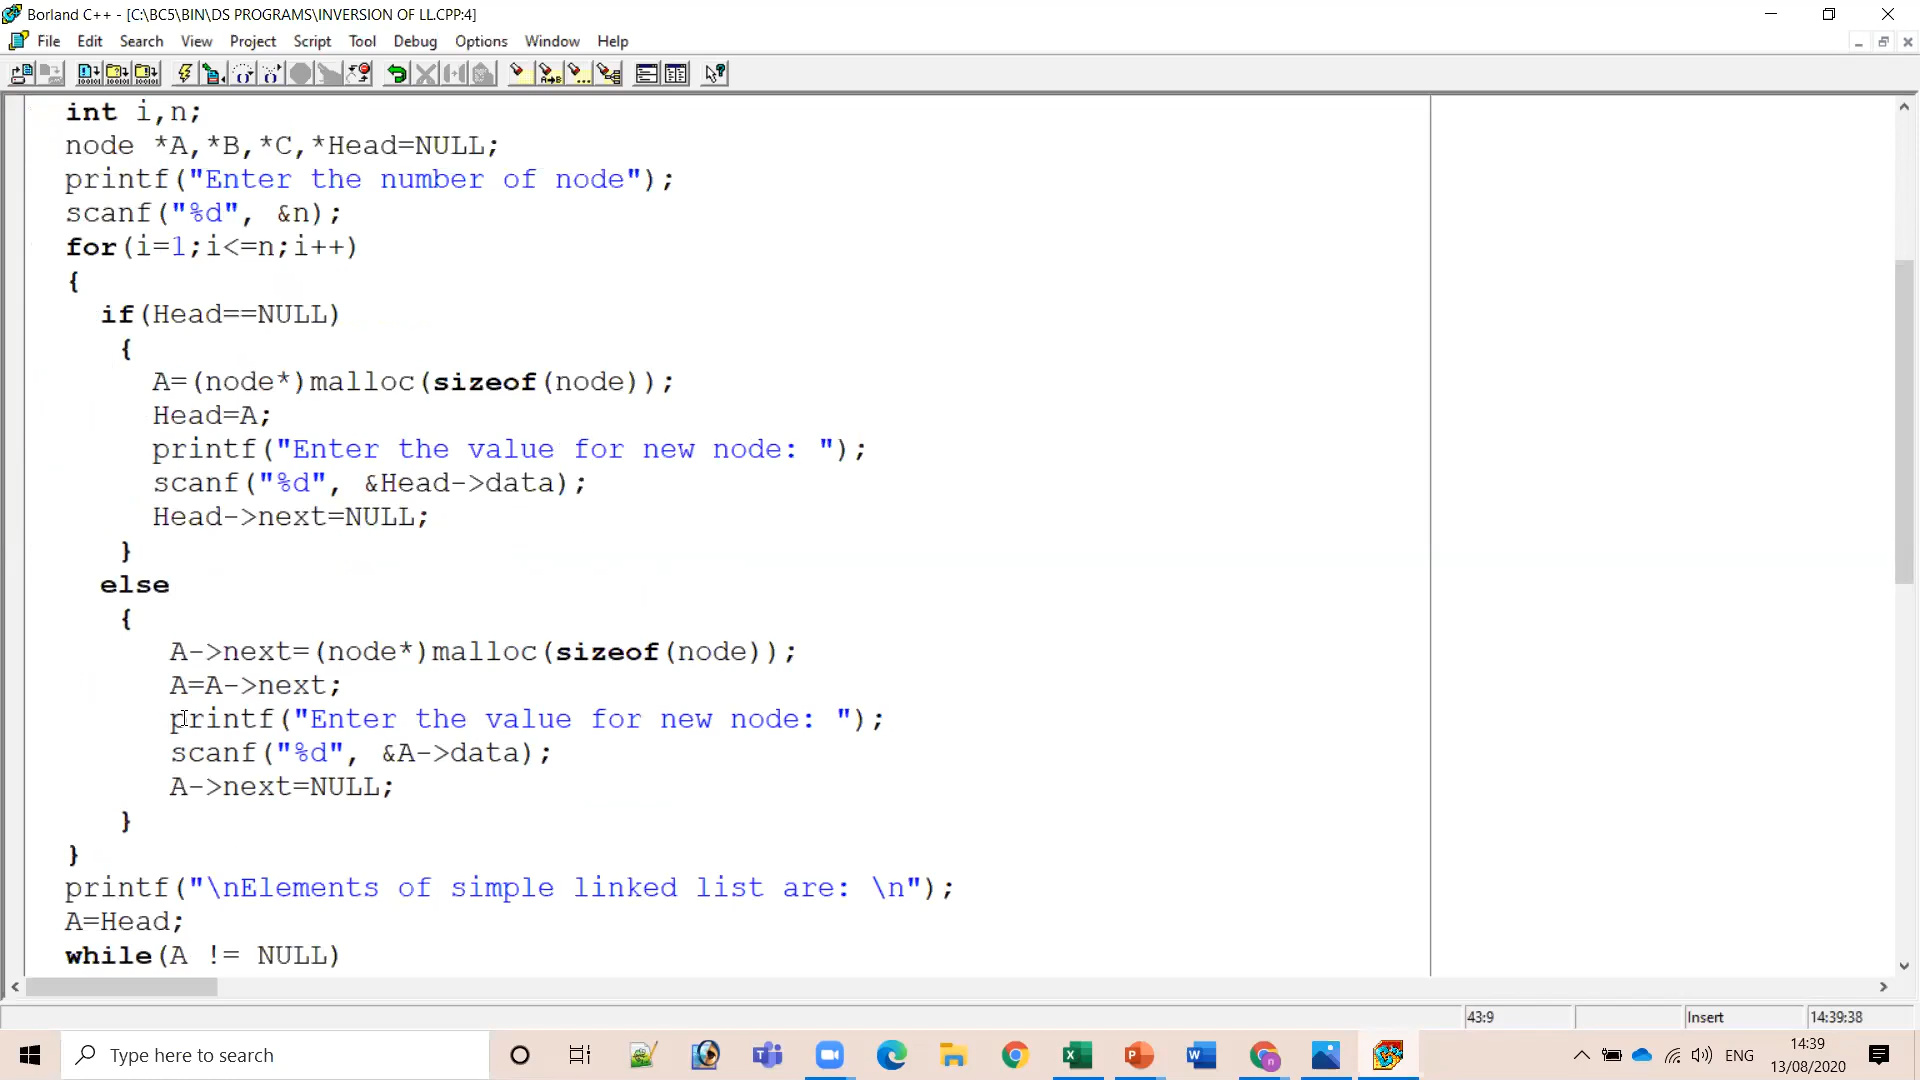 Borland C++ - [C:\BC5\BIN\DS PROGRAMS\INVERSION OF LL.CPP:4]
File Edit Search View Project Script Tool Debug Options Window Help
int i,n;
node *A,*B,*C,*Head=NULL;
printf("Enter the number of node");
scanf("%d", &n);
for(i=1;i<=n;i++)
{
if(Head==NULL)
{
A=(node*)malloc(sizeof(node));
Head=A;
printf("Enter the value for new node: ");
scanf("%d", &Head->data);
Head->next=NULL;
}
else
{
A->next=(node*)malloc(sizeof(node));
A=A->next;
printf("Enter the value for new node: ");
scanf("%d", &A->data);
A->next=NULL;
}
}
printf("\nElements of simple linked list are: \n");
A=Head;
while(A != NULL)
43:9 Insert 14:39:38
Type here to search
ENG
14:39
13/08/2020